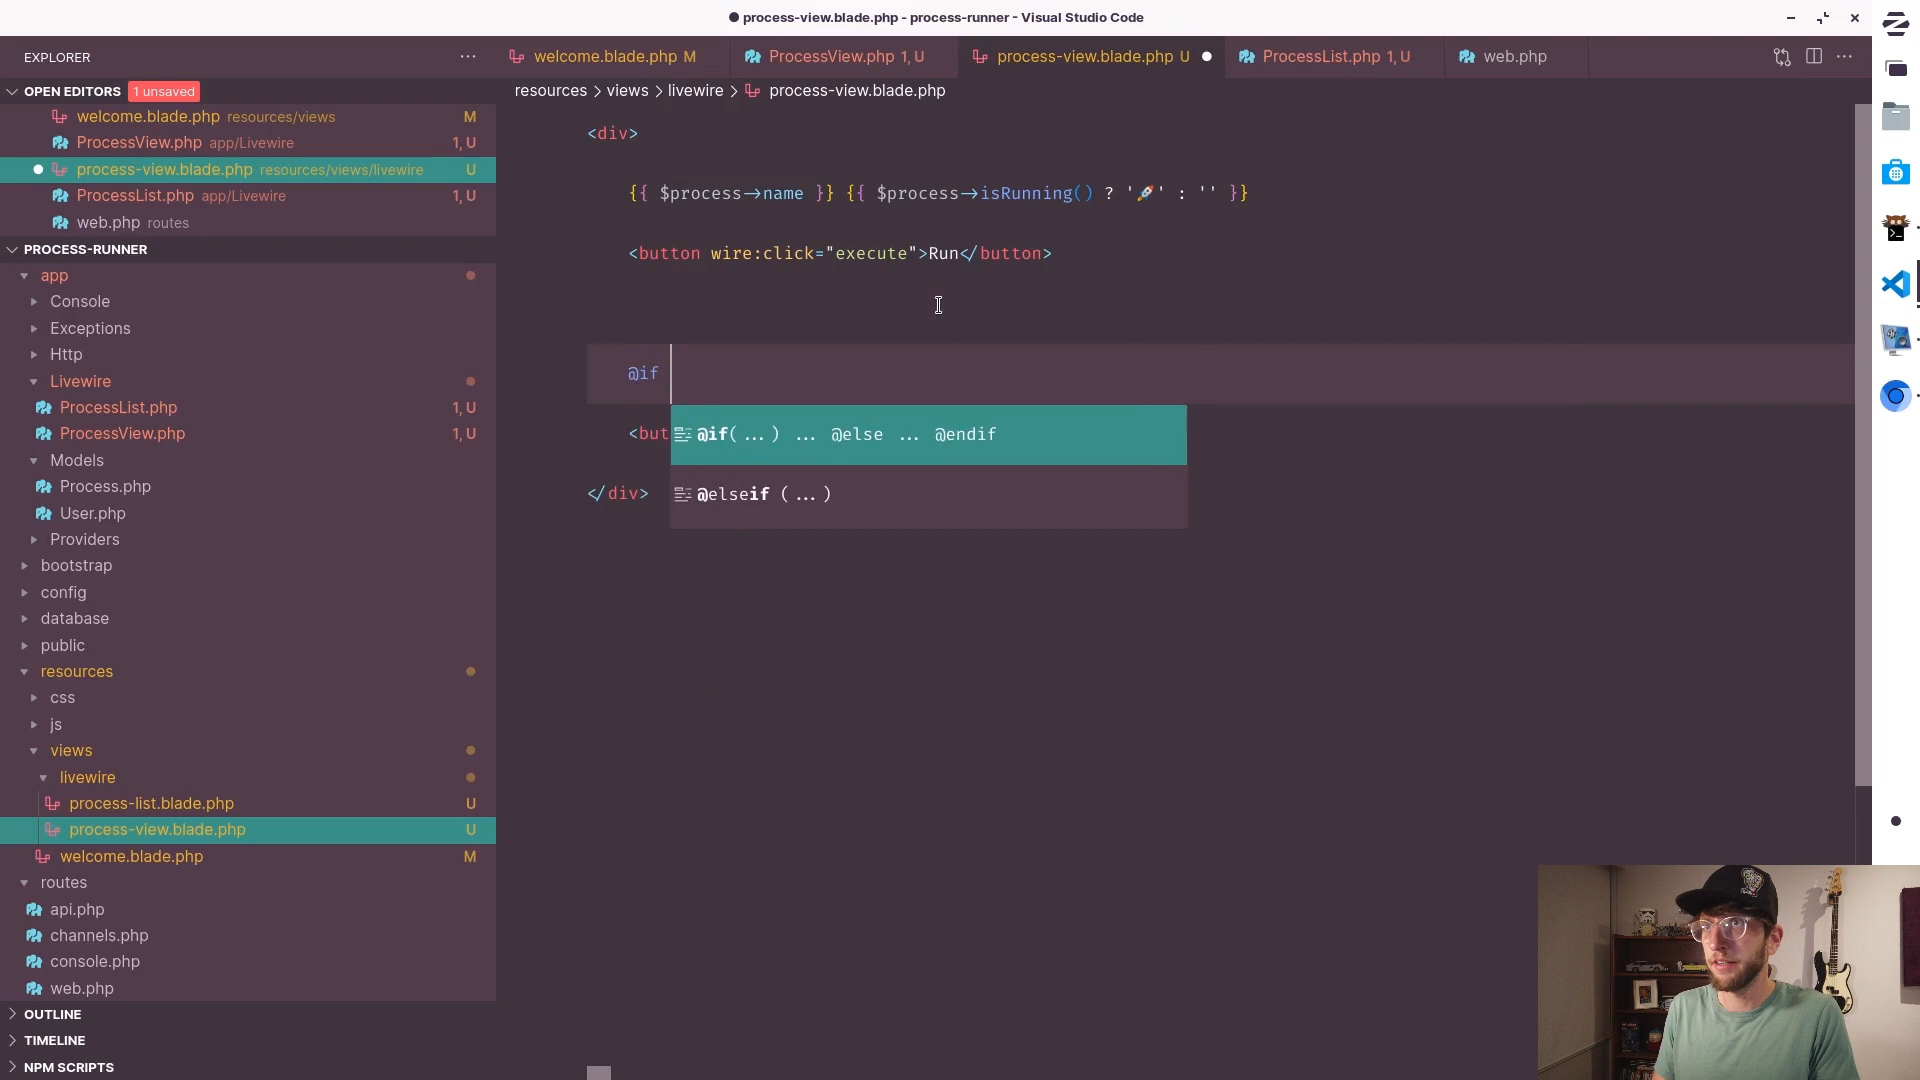 process-view.blade.php - process-runner - Visual Studio Code
EXPLORER
OPEN EDITORS 1 unsaved
welcome.blade.php resources/views M
ProcessView.php app/Livewire 1, U
process-view.blade.php resources/views/livewire U
ProcessList.php app/Livewire 1, U
web.php routes
PROCESS-RUNNER
app
Console
Exceptions
Http
Livewire
ProcessList.php 1, U
ProcessView.php 1, U
Models
Process.php
User.php
Providers
bootstrap
config
database
public
resources
css
js
views
livewire
process-list.blade.php U
process-view.blade.php U
welcome.blade.php M
routes
api.php
channels.php
console.php
web.php
OUTLINE
TIMELINE
NPM SCRIPTS
welcome.blade.php M ProcessView.php 1, U process-view.blade.php U ProcessList.php 1, U web.php
resources > views > livewire > process-view.blade.php
<div>
{{ $process->name }} {{ $process->isRunning() ? '🚀' : '' }}
<button wire:click="execute">Run</button>
@if
<but
@if(...) ... @else ... @endif
</div>
@elseif (...)